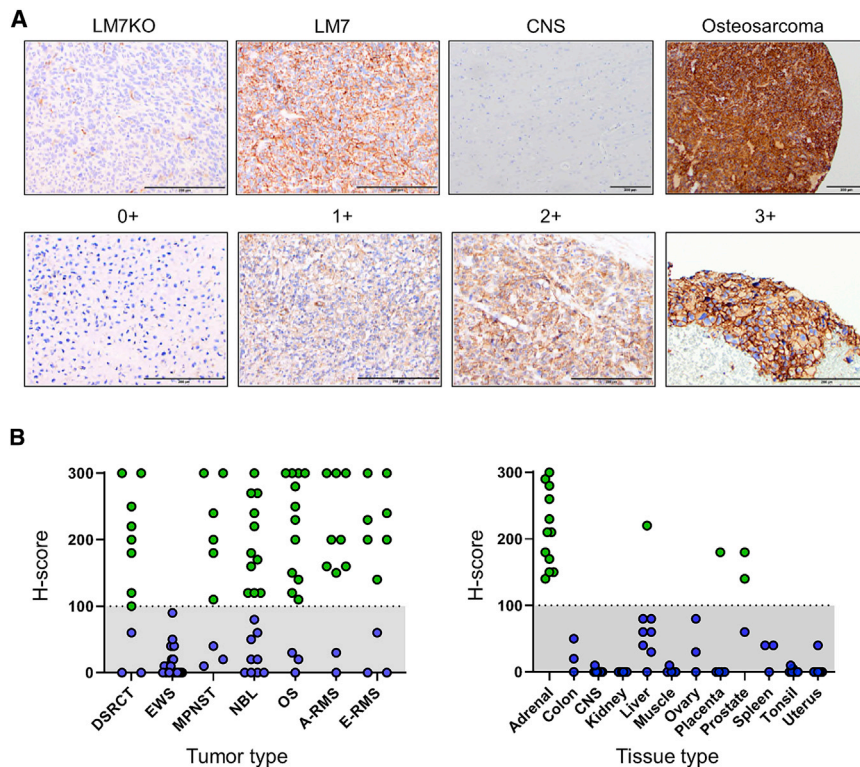 A
LM7KO LM7 CNS Osteosarcoma
0+ 1+ 2+ 3+
B
H-score
300
200
100
0
DSRCT EWS MPNST NBL OS A-RMS E-RMS
Tumor type
H-score
300
200
100
0
Adrenal Colon CNS Kidney Liver Muscle Ovary Placenta Prostate Spleen Tonsil Uterus
Tissue type